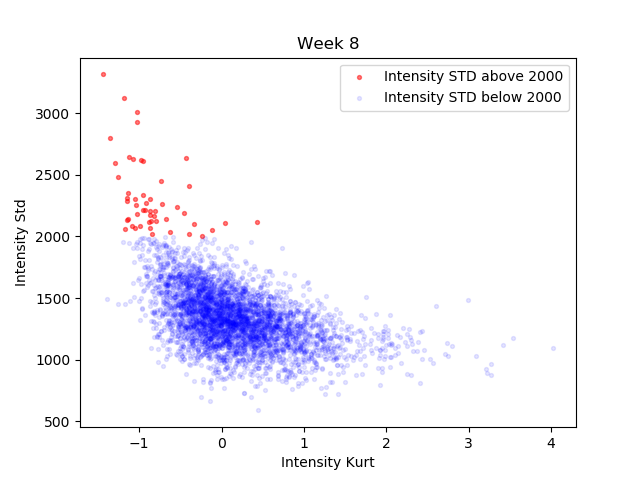 Week 8
Intensity STD above 2000
Intensity STD below 2000
3000
2500
2000
1500
1000
500
Intensity Std
−1
0
1
2
3
4
Intensity Kurt